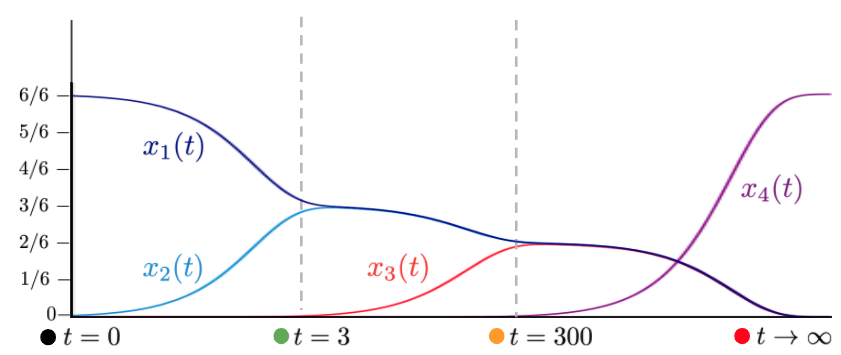 6/6
5/6
x₁(t)
4/6
x₄(t)
3/6
2/6
x₂(t)
x₃(t)
1/6
0
t = 0
t = 3
t = 300
t → ∞